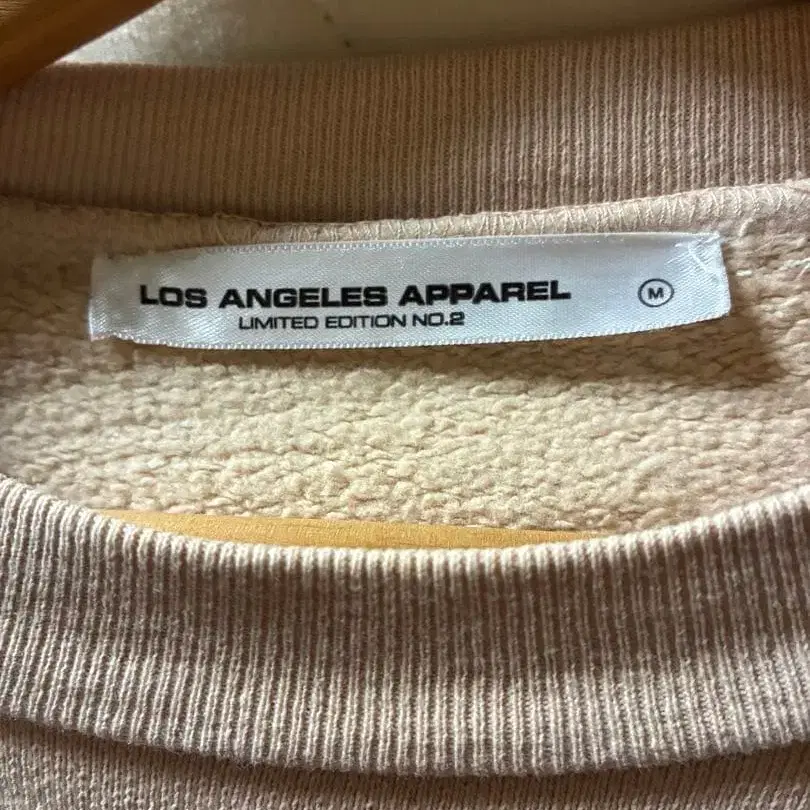 LOS ANGELES APPAREL
LIMITED EDITION NO.2
M